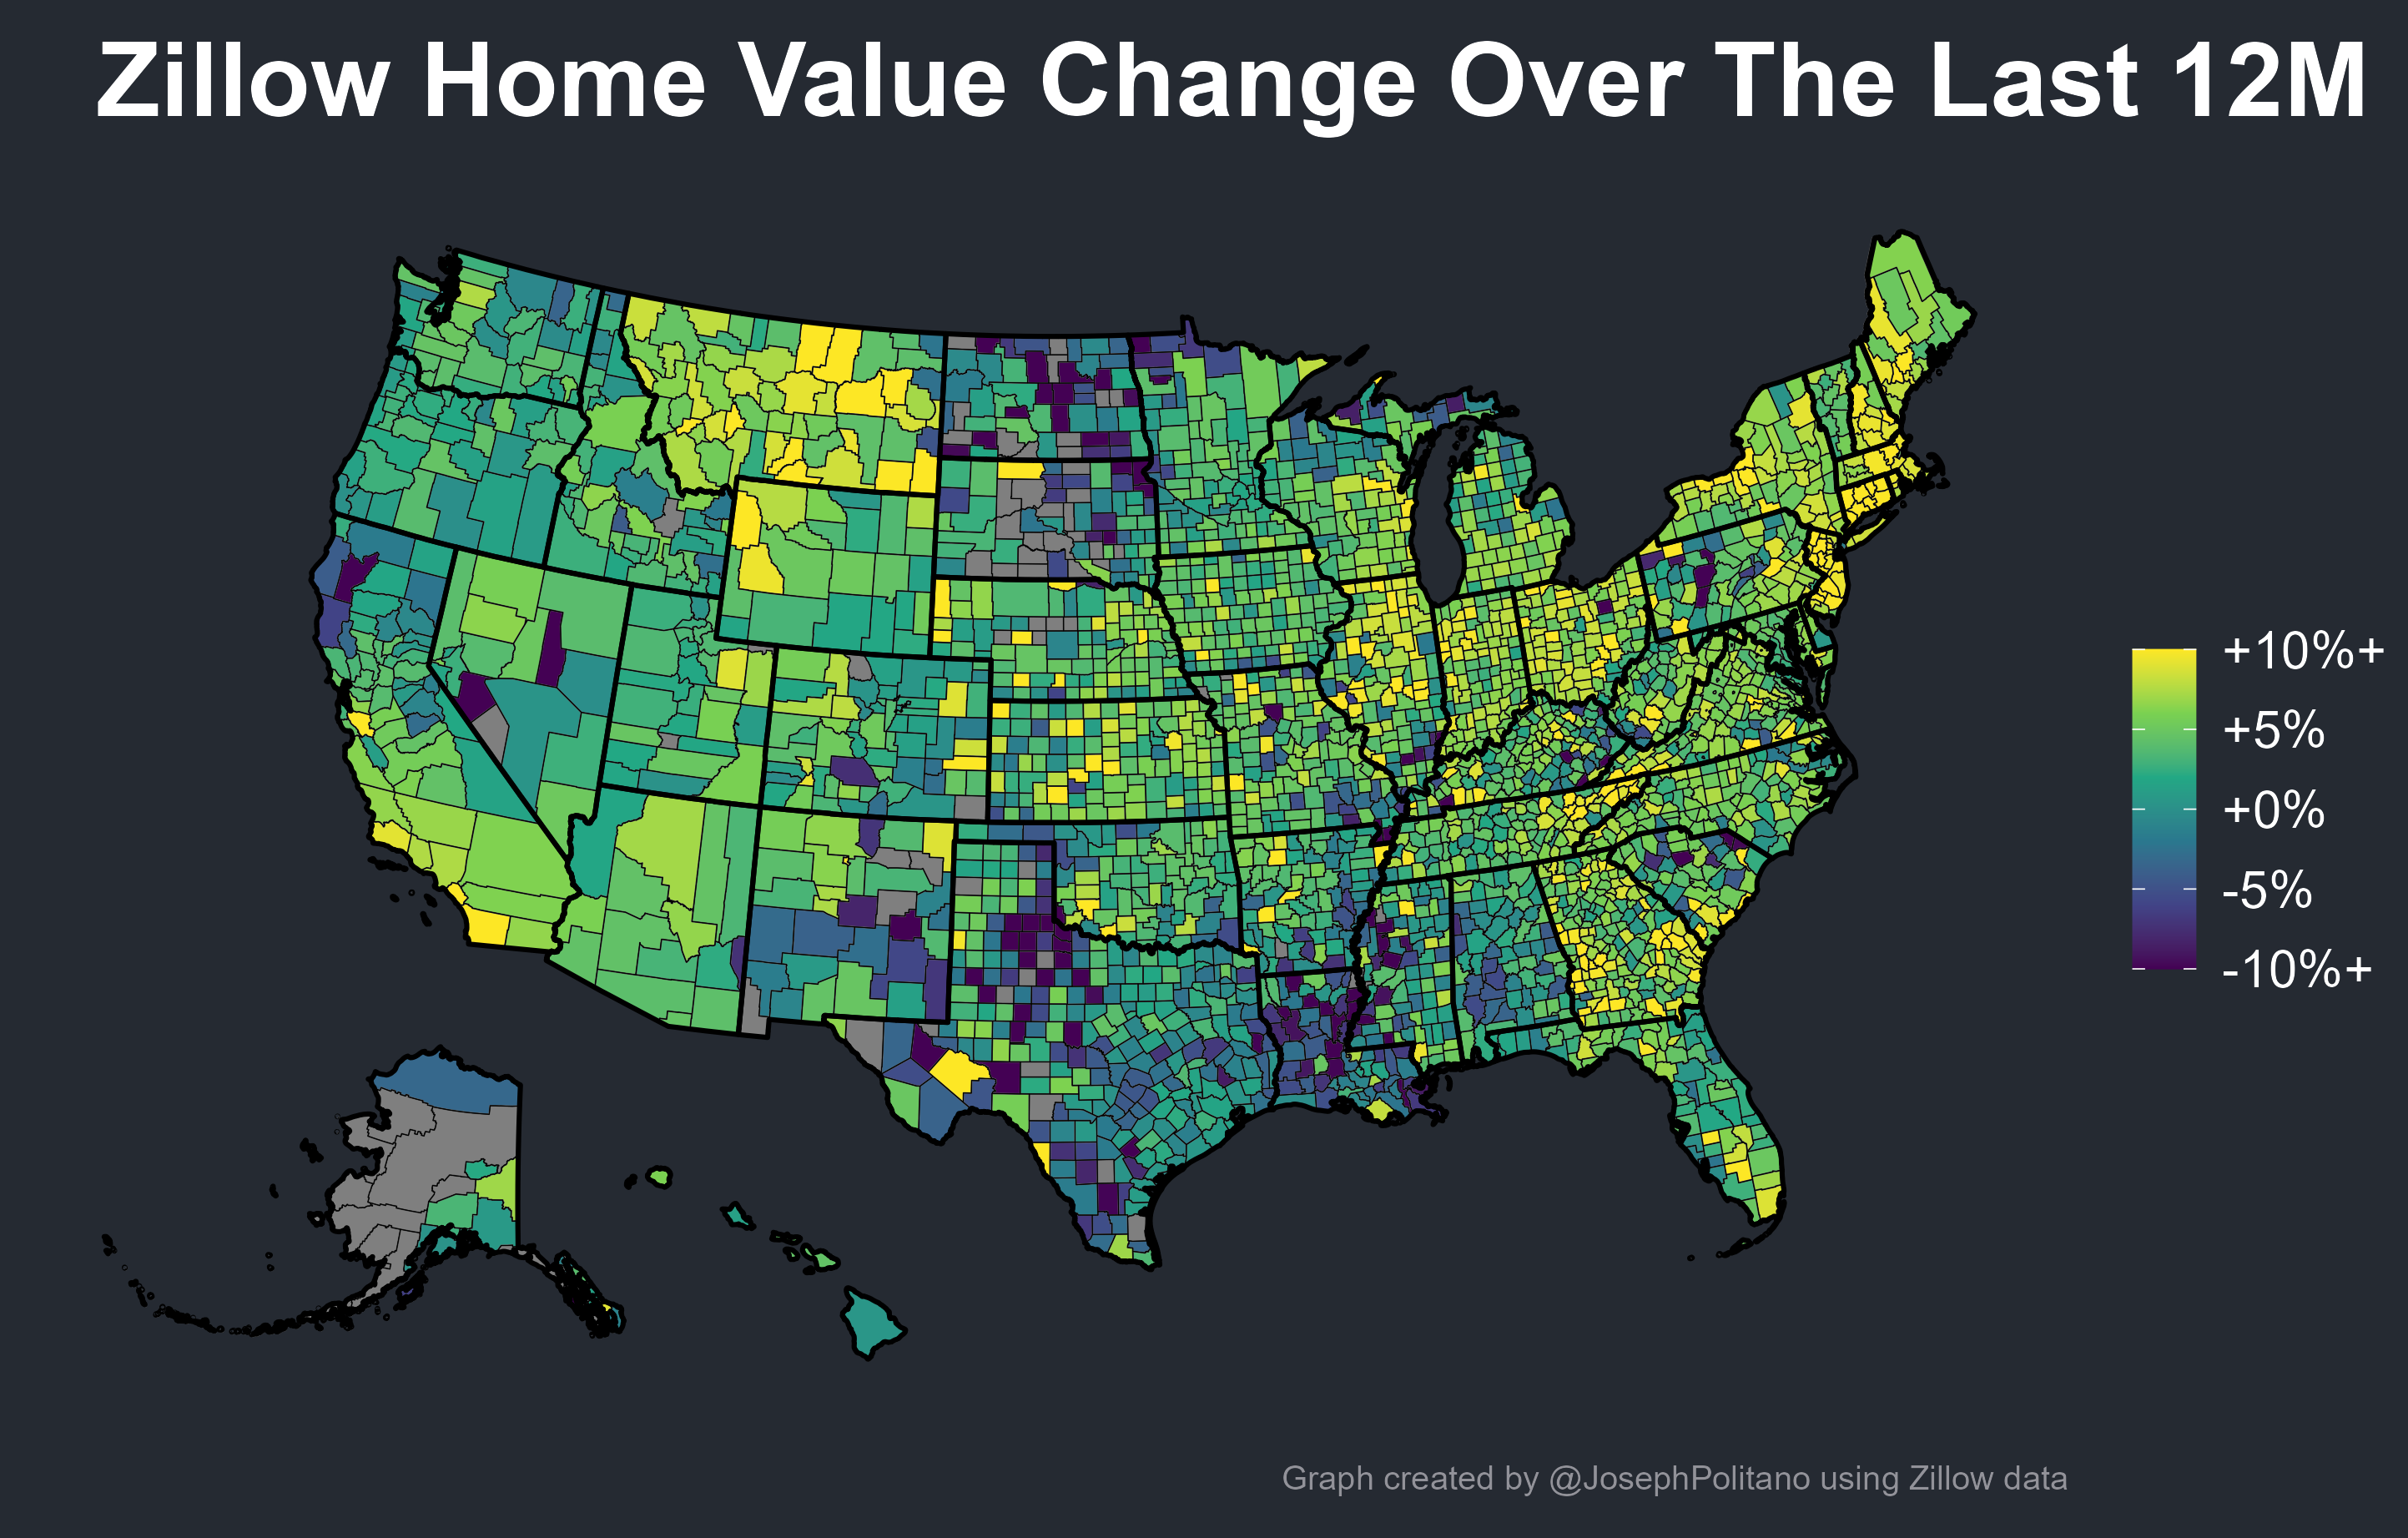 Zillow Home Value Change Over The Last 12M
+10%+
+5%
+0%
-5%
-10%+
Graph created by @JosephPolitano using Zillow data